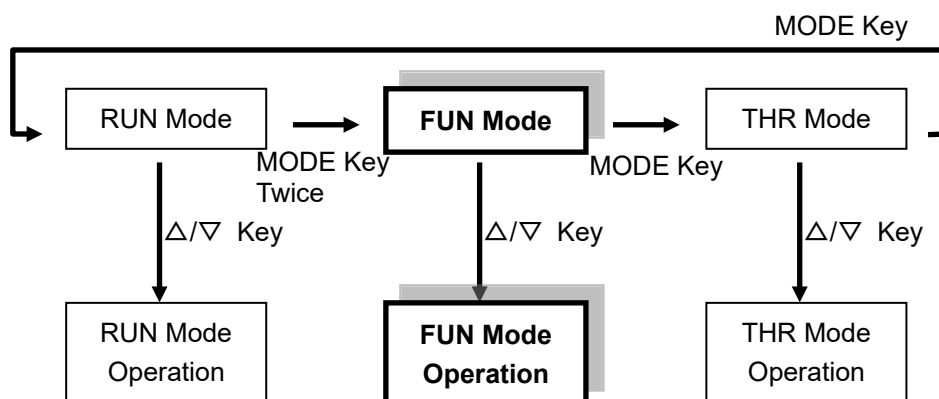 MODE Key
RUN Mode
FUN Mode
THR Mode
MODE Key
Twice
MODE Key
△/▽ Key
△/▽ Key
△/▽ Key
RUN Mode
Operation
FUN Mode
Operation
THR Mode
Operation